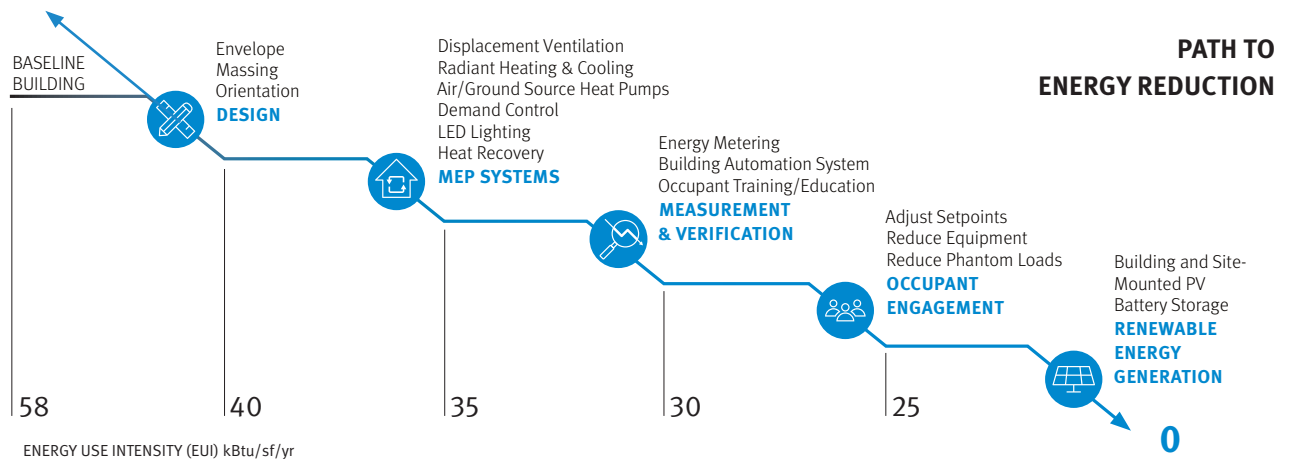 PATH TO
ENERGY REDUCTION
BASELINE
BUILDING
Envelope
Massing
Orientation
DESIGN
Displacement Ventilation
Radiant Heating & Cooling
Air/Ground Source Heat Pumps
Demand Control
LED Lighting
Heat Recovery
MEP SYSTEMS
Energy Metering
Building Automation System
Occupant Training/Education
MEASUREMENT
& VERIFICATION
Adjust Setpoints
Reduce Equipment
Reduce Phantom Loads
OCCUPANT
ENGAGEMENT
Building and Site-
Mounted PV
Battery Storage
RENEWABLE
ENERGY
GENERATION
58
40
35
30
25
0
ENERGY USE INTENSITY (EUI) kBtu/sf/yr